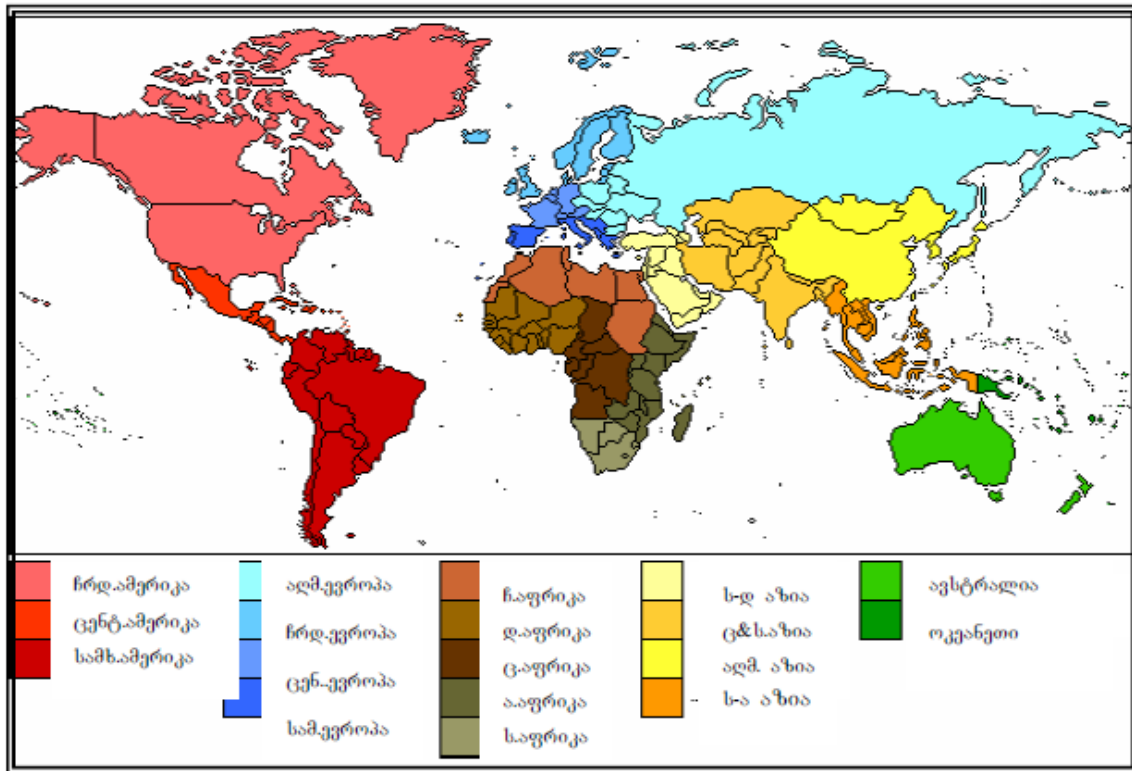 ჩრდ.ამერიკა
ცენტ.ამერიკა
სამხ.ამერიკა
აღმ.ევროპა
ჩრდ.ევროპა
ცენ..ევროპა
სამ.ევროპა
ჩ.აფრიკა
დ.აფრიკა
ც.აფრიკა
ა.აფრიკა
ს.აფრიკა
ს-დ აზია
ც&ს.აზია
აღმ. აზია
ს-ა აზია
ავსტრალია
ოკეანეთი